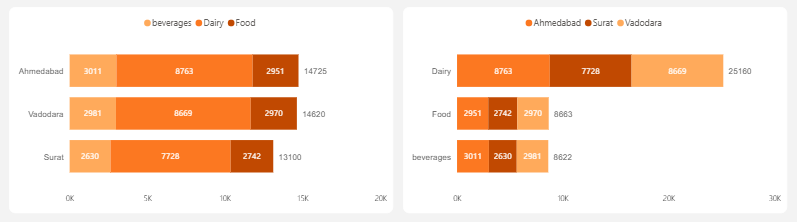 beverages Dairy Food
Ahmedabad 3011 8763 2951 14725
Vadodara 2981 8669 2970 14620
Surat 2630 7728 2742 13100
0K 5K 10K 15K 20K
Ahmedabad Surat Vadodara
Dairy 8763 7728 8669 25160
Food 2951 2742 2970 8663
beverages 3011 2630 2981 8622
0K 10K 20K 30K